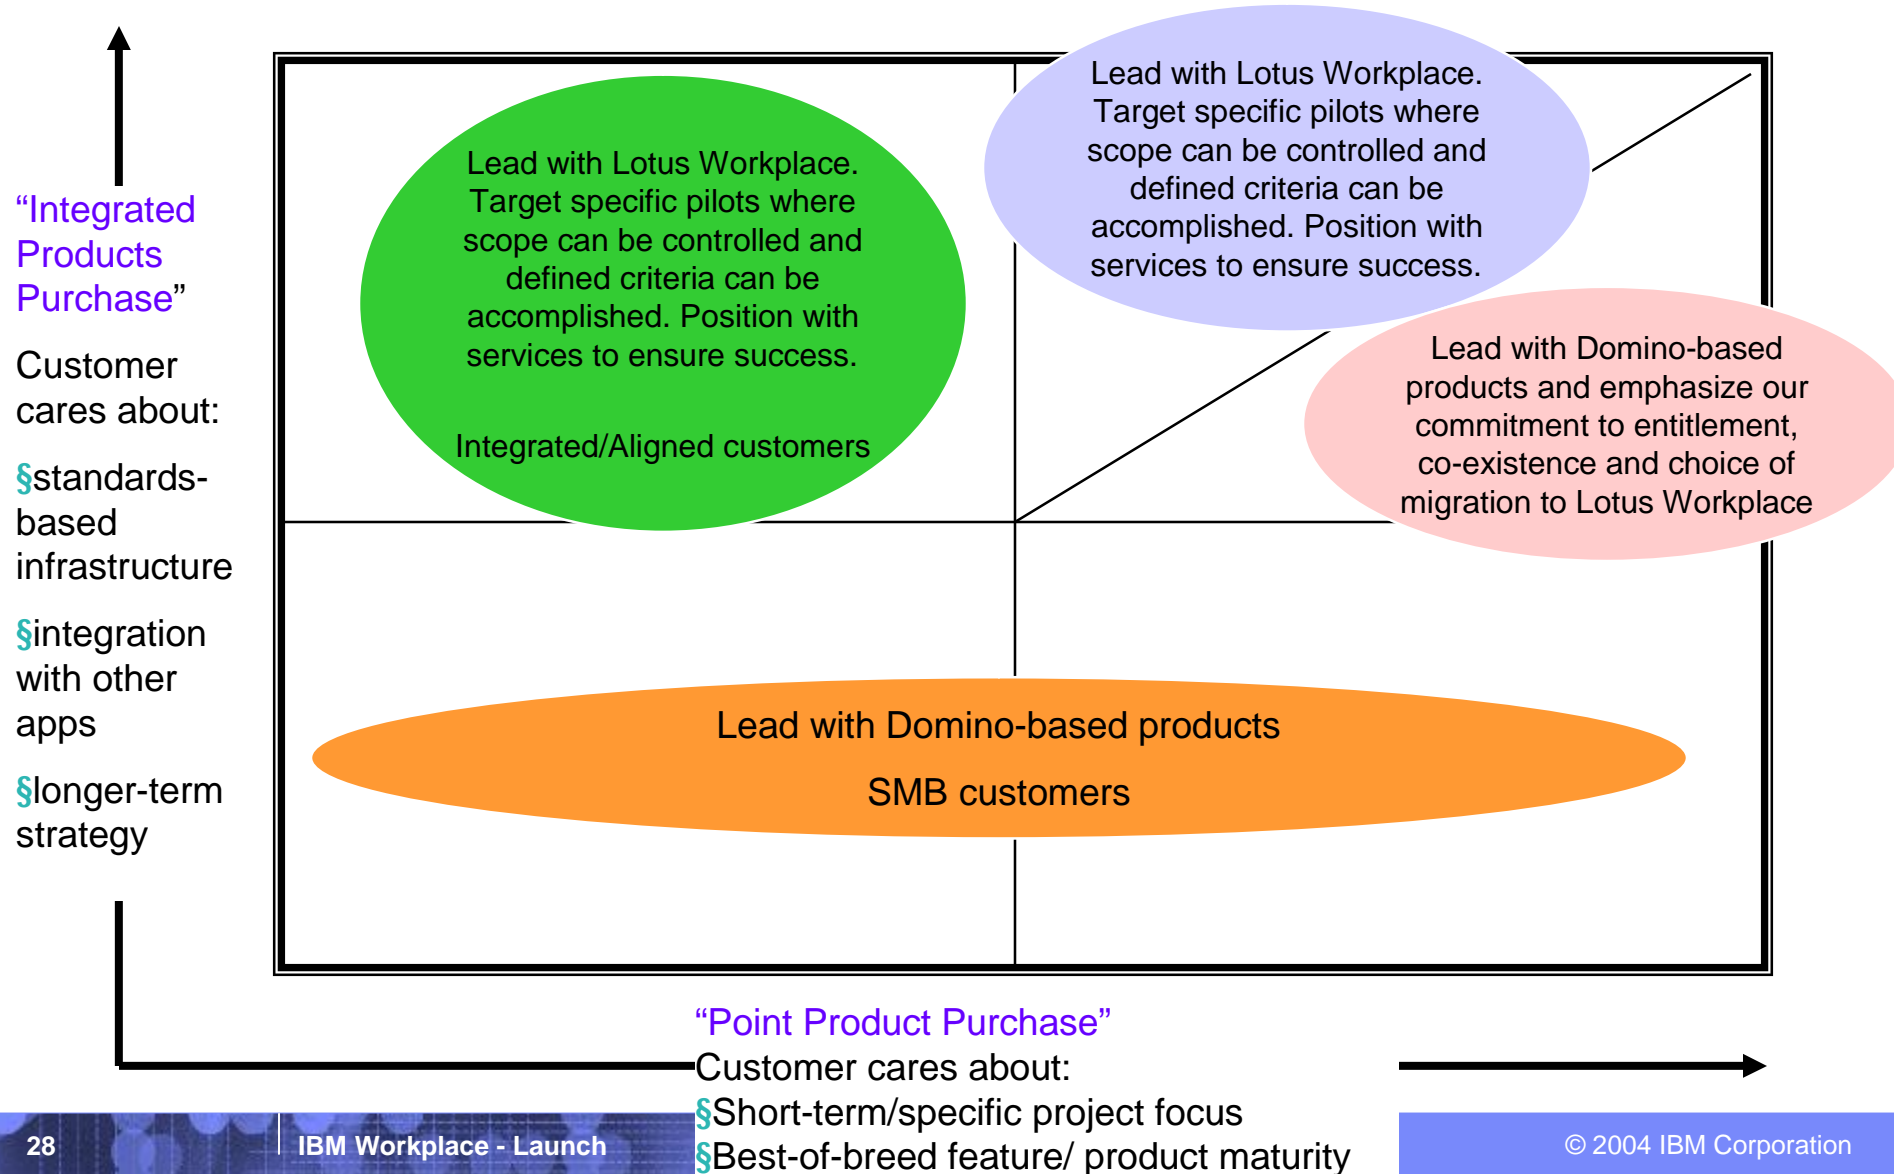 “Integrated
Products
Purchase”
Customer
cares about:
§standards-
based
infrastructure
§integration
with other
apps
§longer-term
strategy
Lead with Lotus Workplace.
Target specific pilots where
scope can be controlled and
defined criteria can be
accomplished. Position with
services to ensure success.
Integrated/Aligned customers
Lead with Lotus Workplace.
Target specific pilots where
scope can be controlled and
defined criteria can be
accomplished. Position with
services to ensure success.
Lead with Domino-based
products and emphasize our
commitment to entitlement,
co-existence and choice of
migration to Lotus Workplace
Lead with Domino-based products
SMB customers
“Point Product Purchase”
Customer cares about:
§Short-term/specific project focus
§Best-of-breed feature/ product maturity
28
IBM Workplace - Launch
© 2004 IBM Corporation